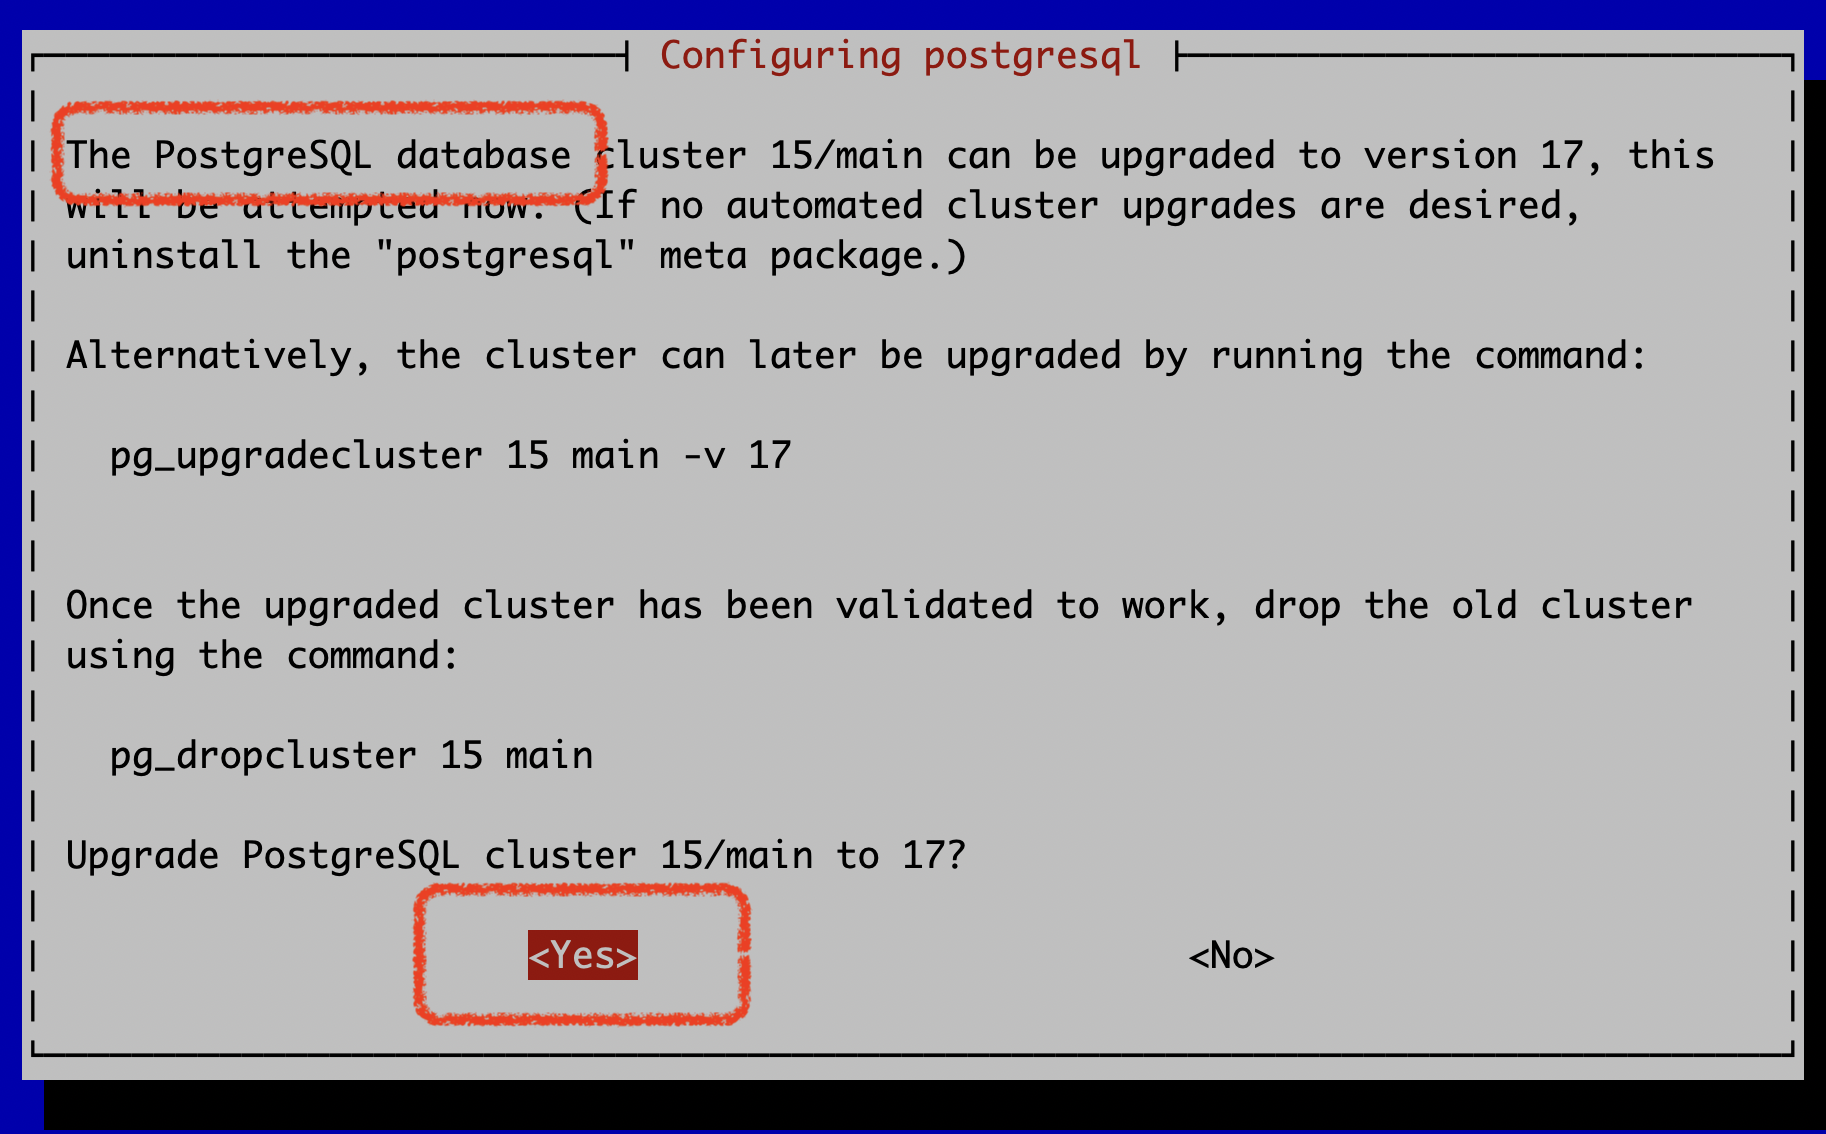 Configuring postgresql
The PostgreSQL database cluster 15/main can be upgraded to version 17, this
will be attempted now. (If no automated cluster upgrades are desired,
uninstall the "postgresql" meta package.)
Alternatively, the cluster can later be upgraded by running the command:
pg_upgradecluster 15 main -v 17
Once the upgraded cluster has been validated to work, drop the old cluster
using the command:
pg_dropcluster 15 main
Upgrade PostgreSQL cluster 15/main to 17?
<Yes> <No>